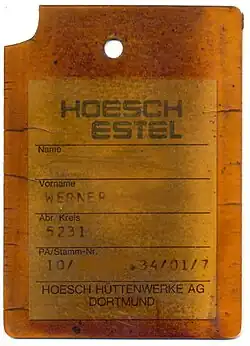 HOESCH
ESTEL
Name
Vorname
WERNER
Abr. Kreis
5231
PA/Stamm-Nr.
10/ 34/01/7
HOESCH HÜTTENWERKE AG
DORTMUND